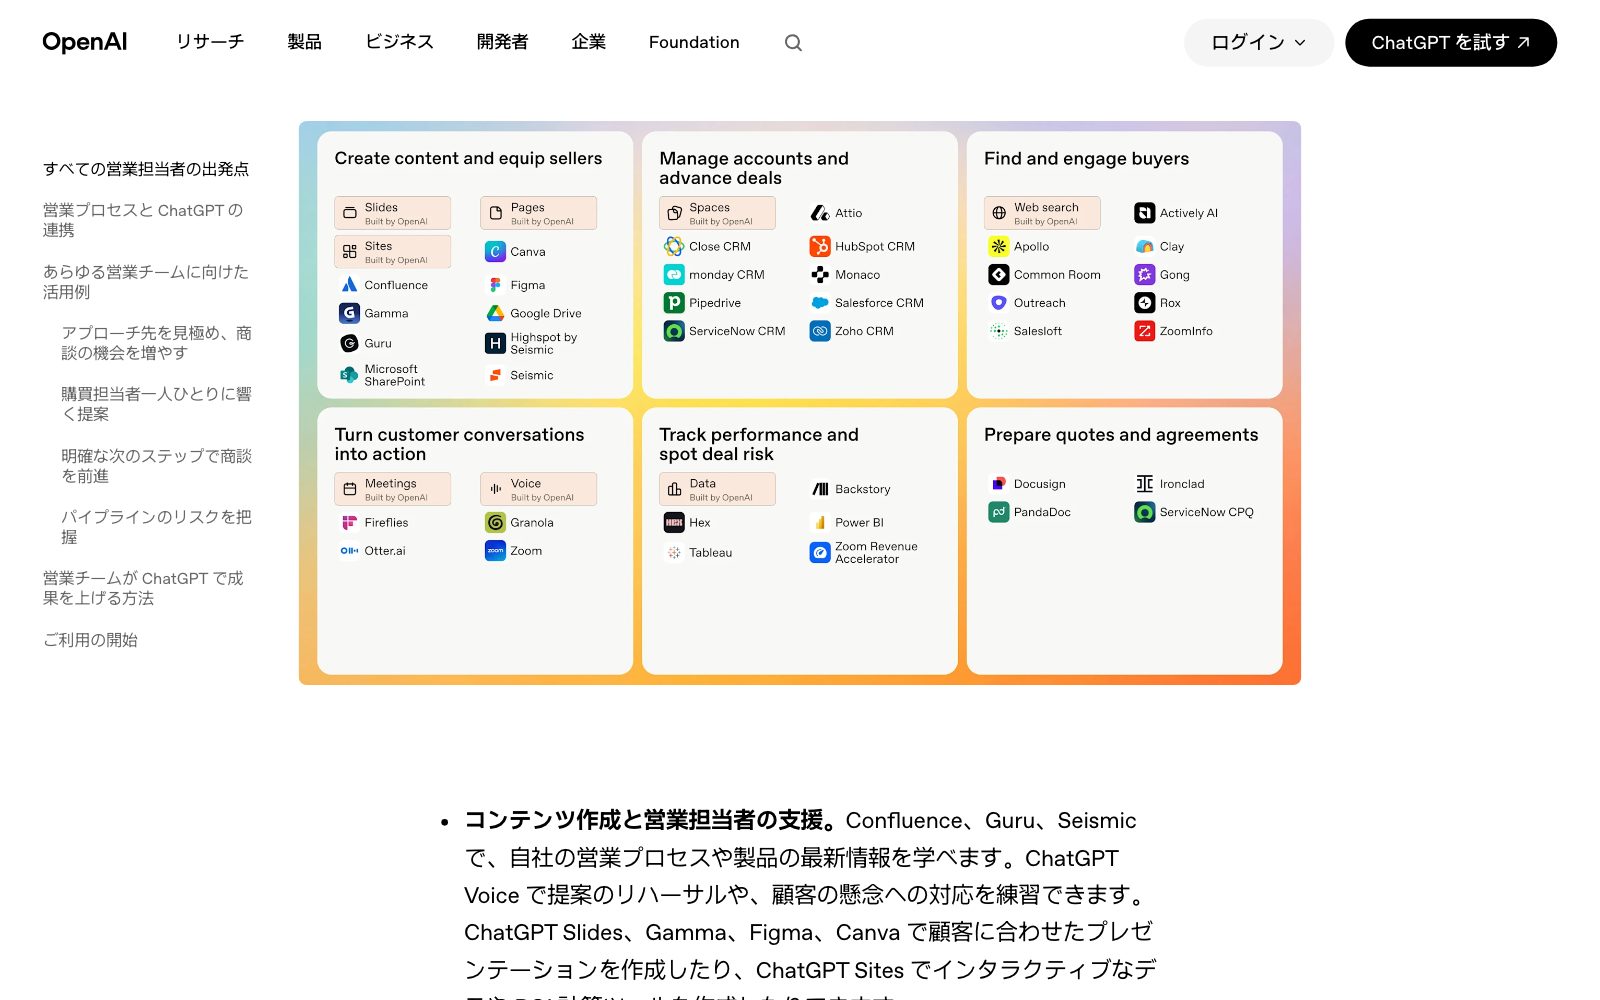 OpenAI
リサーチ
製品
ビジネス
開発者
企業
Foundation
ログイン
ChatGPT を試す ↗
すべての営業担当者の出発点
営業プロセスと ChatGPT の
連携
あらゆる営業チームに向けた
活用例
アプローチ先を見極め、商
談の機会を増やす
購買担当者一人ひとりに響
く提案
明確な次のステップで商談
を前進
パイプラインのリスクを把
握
営業チームが ChatGPT で成
果を上げる方法
ご利用の開始
Create content and equip sellers
Slides
Built by OpenAI
Pages
Built by OpenAI
Sites
Built by OpenAI
Canva
Confluence
Figma
Gamma
Google Drive
Guru
Highspot by
Seismic
Microsoft
SharePoint
Seismic
Manage accounts and
advance deals
Spaces
Built by OpenAI
Attio
Close CRM
HubSpot CRM
monday CRM
Monaco
Pipedrive
Salesforce CRM
ServiceNow CRM
Zoho CRM
Find and engage buyers
Web search
Built by OpenAI
Actively AI
Apollo
Clay
Common Room
Gong
Outreach
Rox
Salesloft
ZoomInfo
Turn customer conversations
into action
Meetings
Built by OpenAI
Voice
Built by OpenAI
Fireflies
Granola
Otter.ai
zoom
Zoom
Track performance and
spot deal risk
Data
Built by OpenAI
Backstory
HEX
Hex
Power BI
Tableau
Zoom Revenue
Accelerator
Prepare quotes and agreements
Docusign
Ironclad
PandaDoc
ServiceNow CPQ
• コンテンツ作成と営業担当者の支援。Confluence、Guru、Seismic
で、自社の営業プロセスや製品の最新情報を学べます。ChatGPT
Voice で提案のリハーサルや、顧客の懸念への対応を練習できます。
ChatGPT Slides、Gamma、Figma、Canva で顧客に合わせたプレゼ
ンテーションを作成したり、ChatGPT Sites でインタラクティブなデ